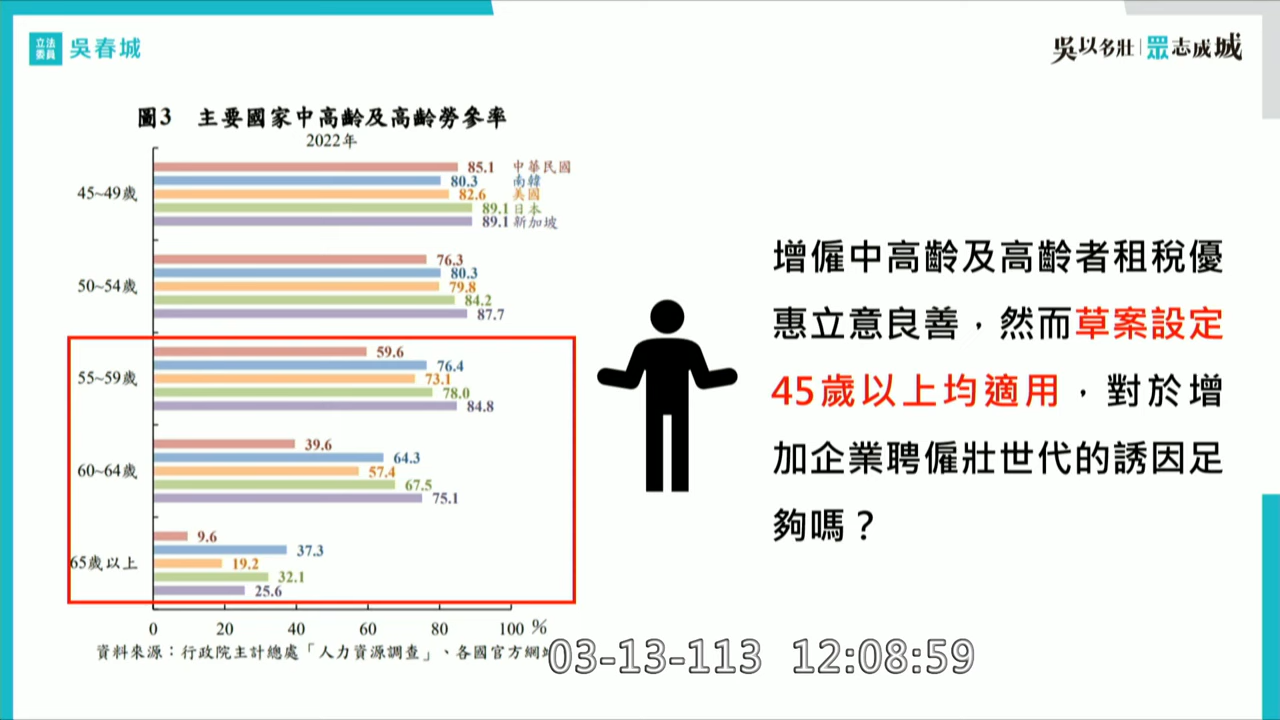 立法
委員
吳春城
吳以名壯
眾志成城
圖3 主要國家中高齡及高齡勞參率
2022年
45~49歲
85.1 中華民國
80.3 南韓
82.6 美國
89.1 日本
89.1 新加坡
50~54歲
76.3
80.3
79.8
84.2
87.7
55~59歲
59.6
76.4
73.1
78.0
84.8
60~64歲
39.6
64.3
57.4
67.5
75.1
65歲以上
9.6
37.3
19.2
32.1
25.6
0 20 40 60 80 100 %
資料來源：行政院主計總處「人力資源調查」、各國官方網
增僱中高齡及高齡者租稅優
惠立意良善，然而草案設定
45歲以上均適用，對於增
加企業聘僱壯世代的誘因足
夠嗎？
03-13-113 12:08:59